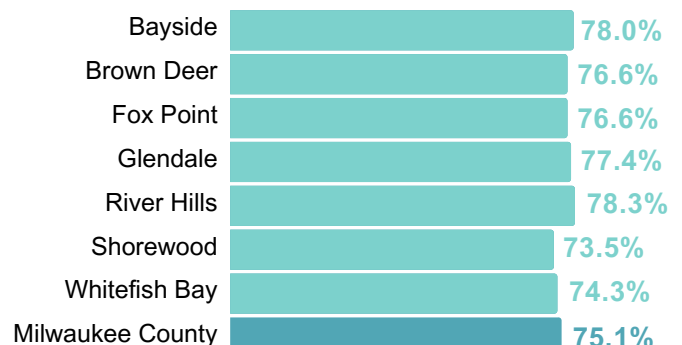 Bayside 78.0%
Brown Deer 76.6%
Fox Point 76.6%
Glendale 77.4%
River Hills 78.3%
Shorewood 73.5%
Whitefish Bay 74.3%
Milwaukee County 75.1%